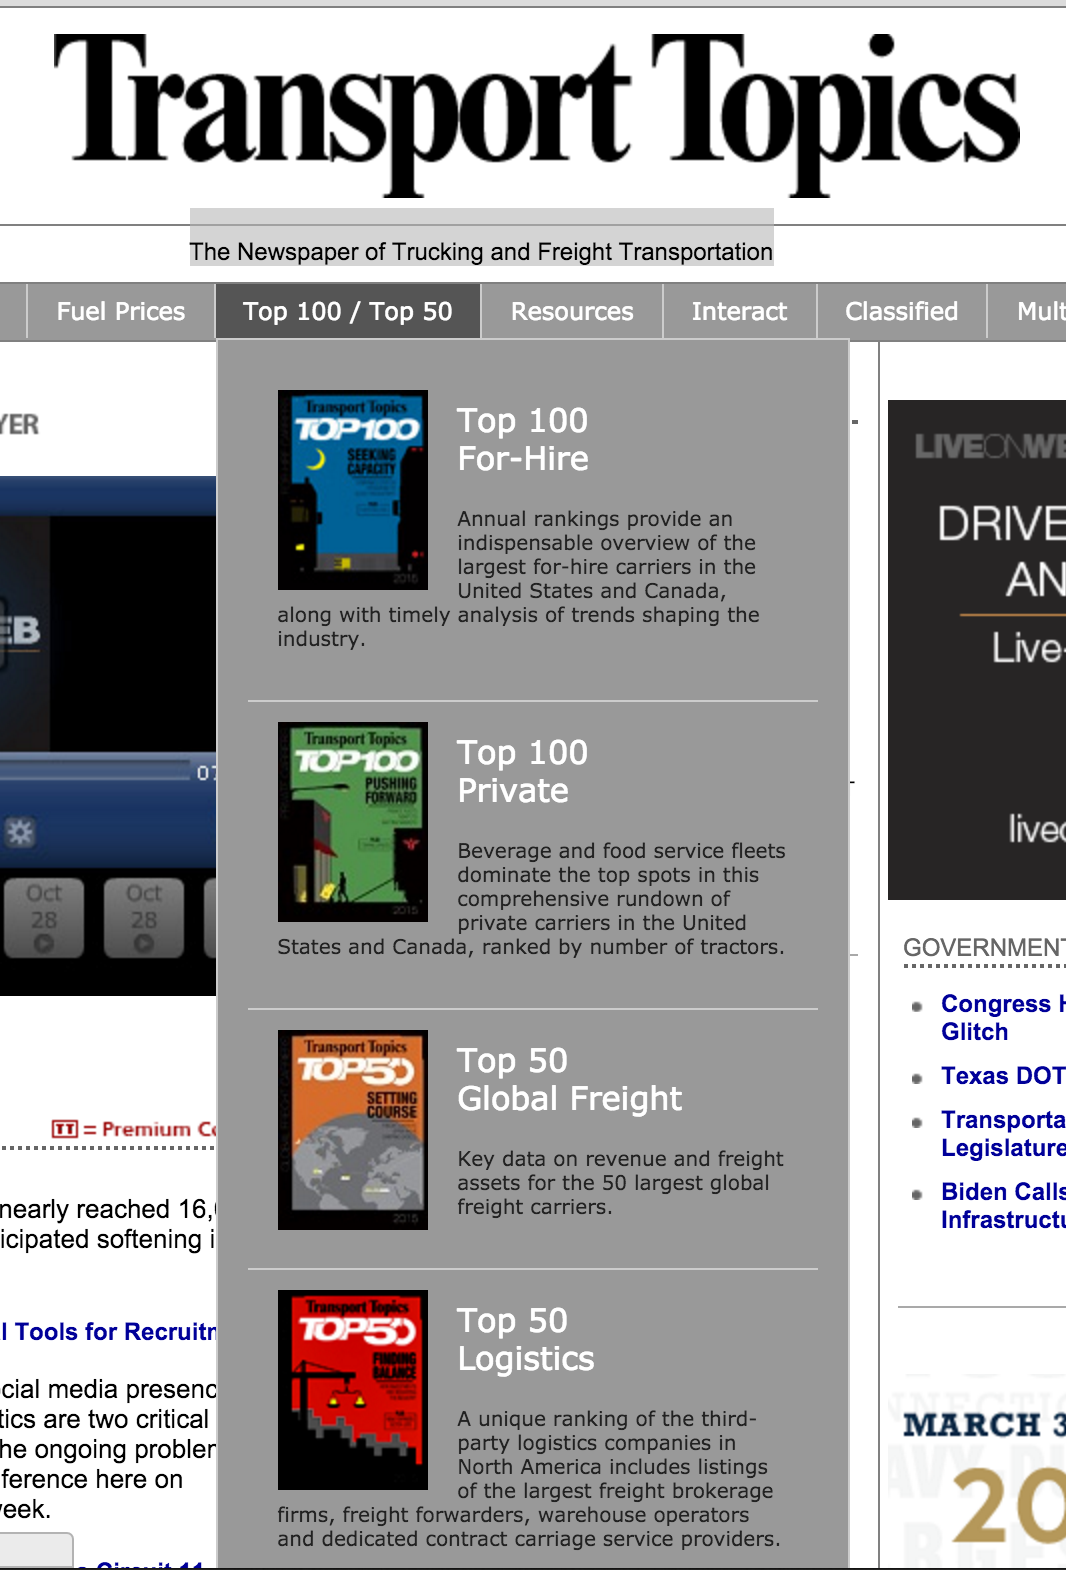 Transport Topics
The Newspaper of Trucking and Freight Transportation
Fuel Prices
Top 100 / Top 50
Resources
Interact
Classified
Mult
YER
EB
07
Oct
28
Oct
28
TT = Premium Co
nearly reached 16,
icipated softening i
l Tools for Recruitm
cial media presenc
tics are two critical
he ongoing problem
ference here on
week.
Circuit 11
Transport Topics
TOP100
SEEKING
CAPACITY
2015
Top 100
For-Hire
Annual rankings provide an
indispensable overview of the
largest for-hire carriers in the
United States and Canada,
along with timely analysis of trends shaping the
industry.
Transport Topics
TOP100
PUSHING
FORWARD
2015
Top 100
Private
Beverage and food service fleets
dominate the top spots in this
comprehensive rundown of
private carriers in the United
States and Canada, ranked by number of tractors.
Transport Topics
TOP50
SETTING
COURSE
2015
Top 50
Global Freight
Key data on revenue and freight
assets for the 50 largest global
freight carriers.
Transport Topics
TOP50
FINDING
BALANCE
Top 50
Logistics
A unique ranking of the third-
party logistics companies in
North America includes listings
of the largest freight brokerage
firms, freight forwarders, warehouse operators
and dedicated contract carriage service providers.
LIVEONWE
DRIVE
AN
Live-
lived
GOVERNMENT
Congress H
Glitch
Texas DOT
Transporta
Legislature
Biden Calls
Infrastructu
MARCH 3
20